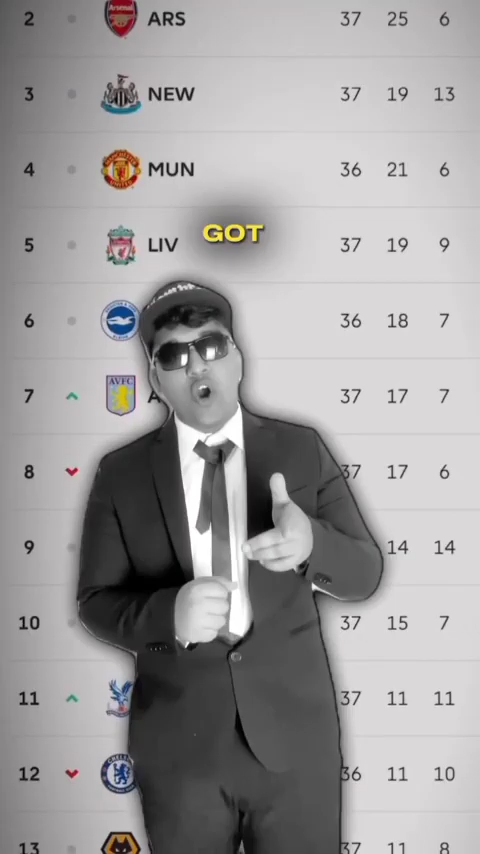 2 ARS 37 25 6
3 NEW 37 19 13
4 MUN 36 21 6
5 LIV 37 19 9
GOT
6 36 18 7
7 37 17 7
8 37 17 6
9 14 14
10 37 15 7
11 37 11 11
12 36 11 10
13 37 11 8